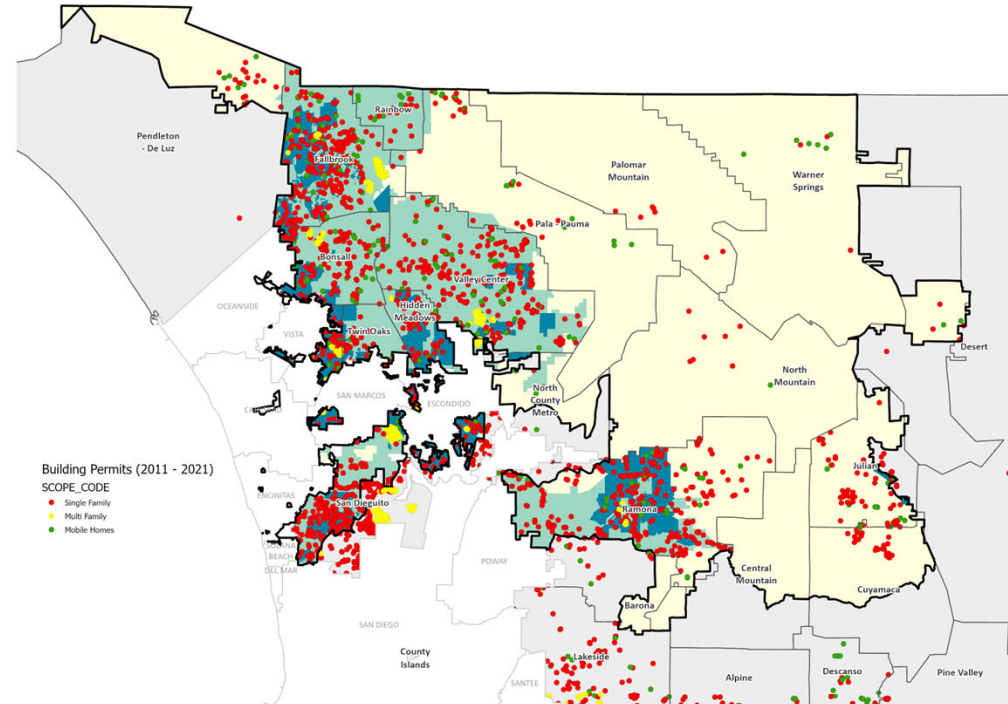 Rainbow
Pendleton
- De Luz
Fallbrook
Palomar
Mountain
Warner
Springs
Pala - Pauma
Bonsall
Valley Center
OCEANSIDE
Hidden
Meadows
VISTA
Twin Oaks
Desert
North
Mountain
North
County
Metro
SAN MARCOS
ESCONDIDO
Building Permits (2011 - 2021)
SCOPE_CODE
Single Family
Multi Family
Mobile Homes
Julian
ENCINITAS
San Dieguito
Ramona
BEACH
DEL MAR
POWAY
Central
Mountain
Cuyamaca
Barona
SAN DIEGO
County
Islands
Lakeside
SANTEE
Alpine
Descanso
Pine Valley